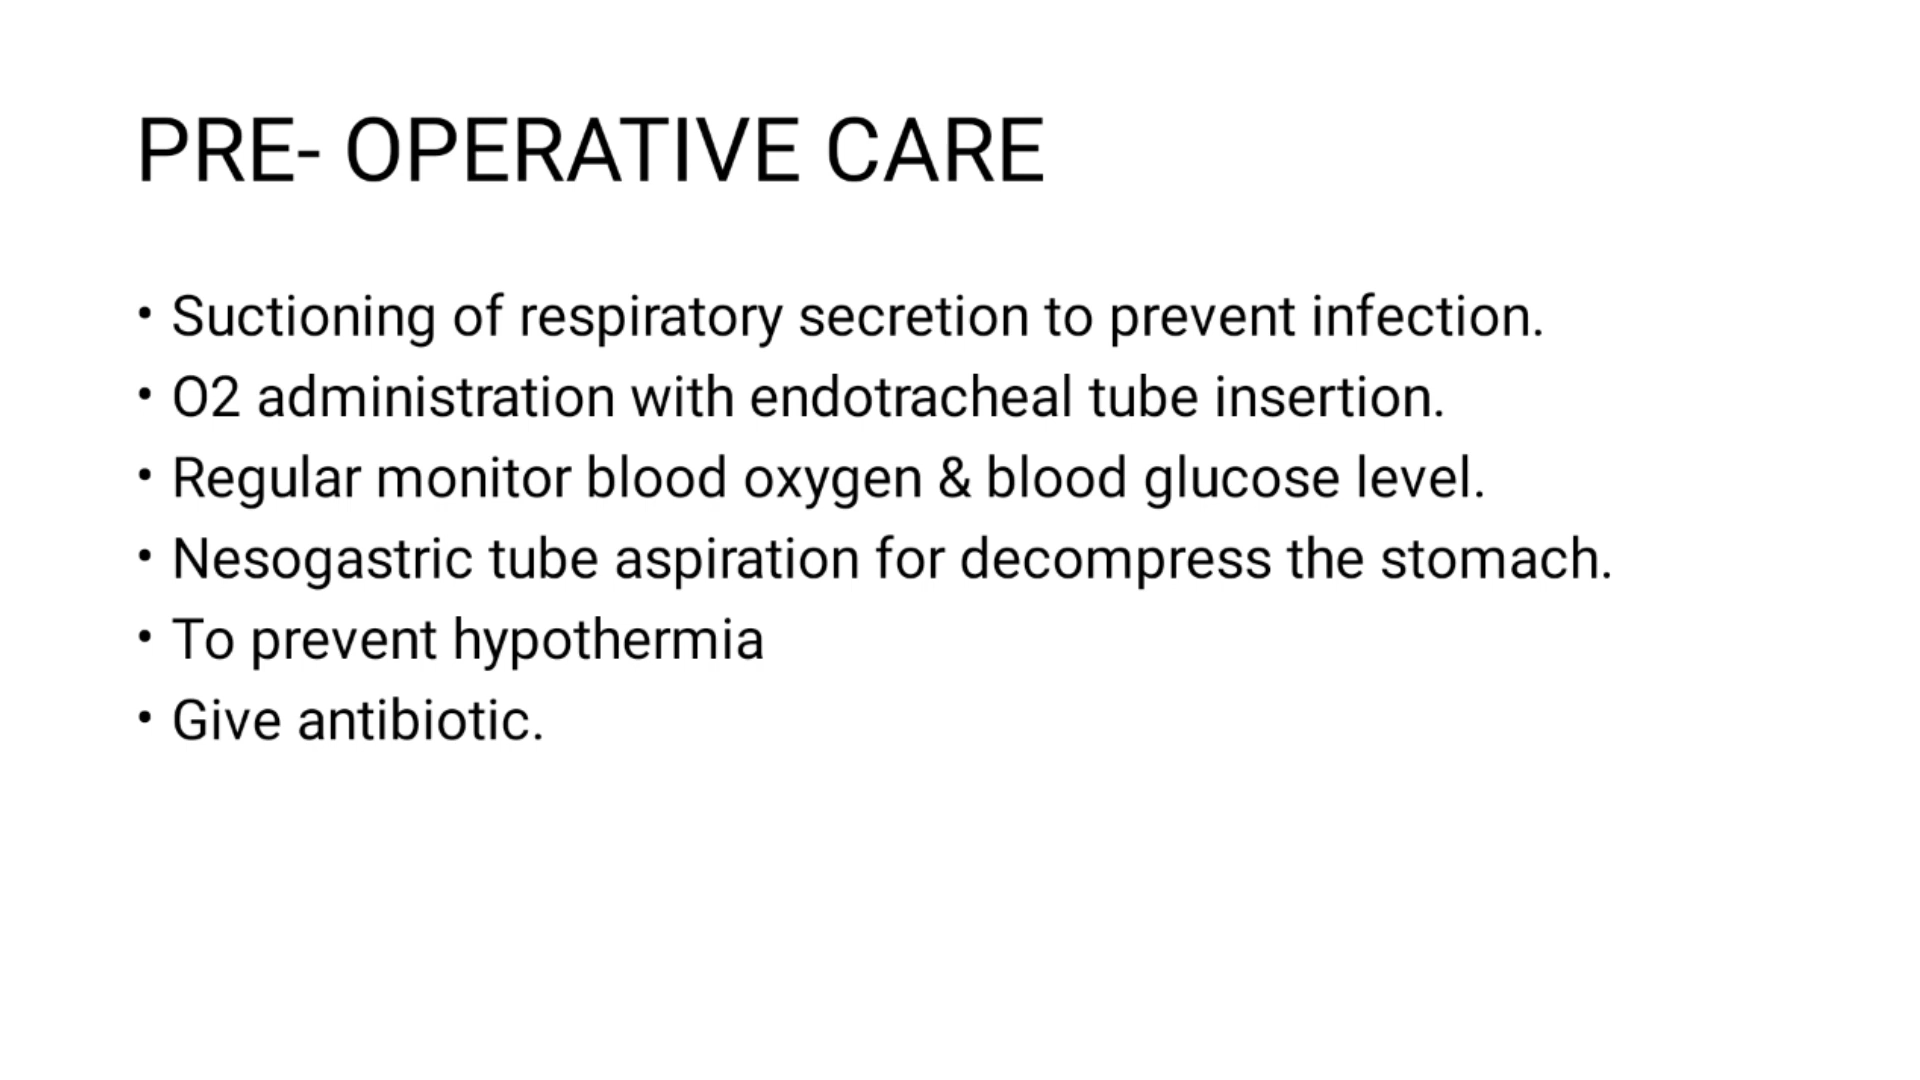 PRE- OPERATIVE CARE
• Suctioning of respiratory secretion to prevent infection.
• O2 administration with endotracheal tube insertion.
• Regular monitor blood oxygen & blood glucose level.
• Nesogastric tube aspiration for decompress the stomach.
• To prevent hypothermia
• Give antibiotic.